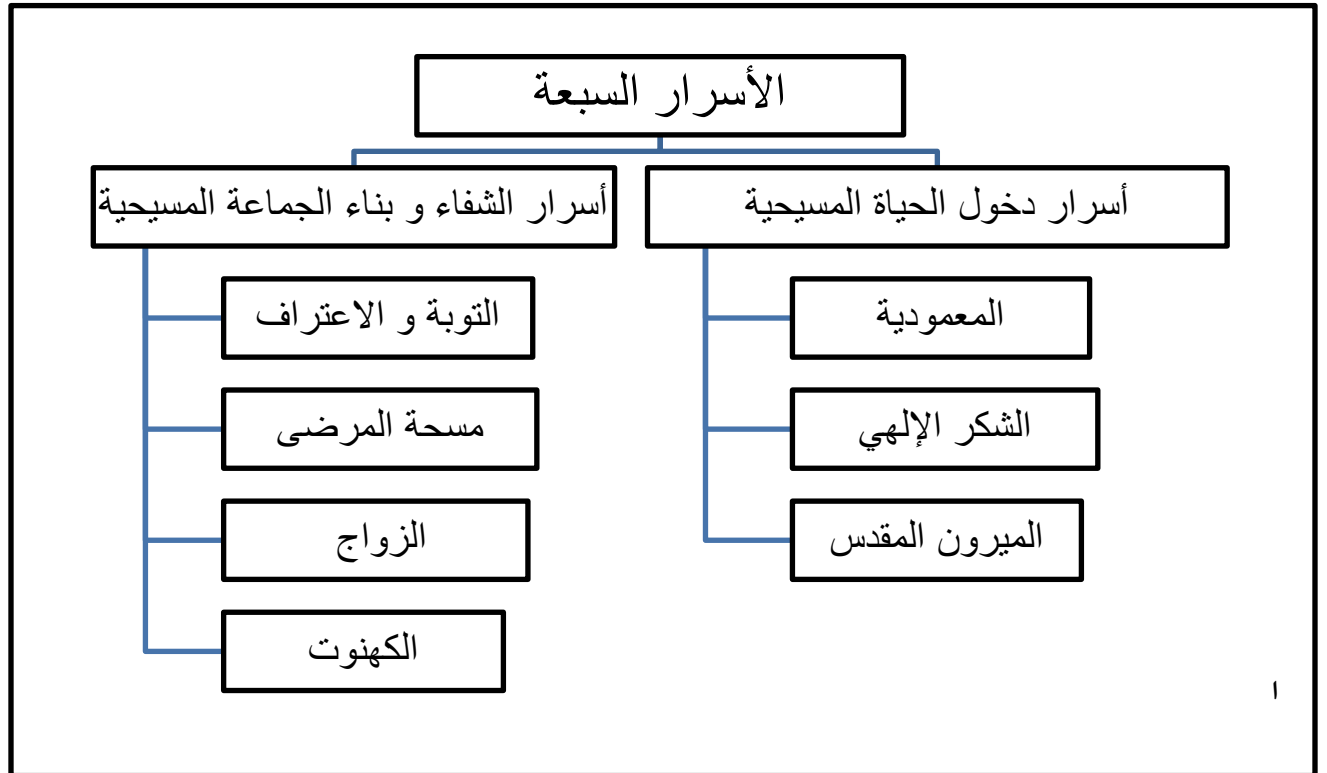 الأسرار السبعة
أسرار دخول الحياة المسيحية
المعمودية
الشكر الإلهي
الميرون المقدس
أسرار الشفاء و بناء الجماعة المسيحية
التوبة و الاعتراف
مسحة المرضى
الزواج
الكهنوت
ا